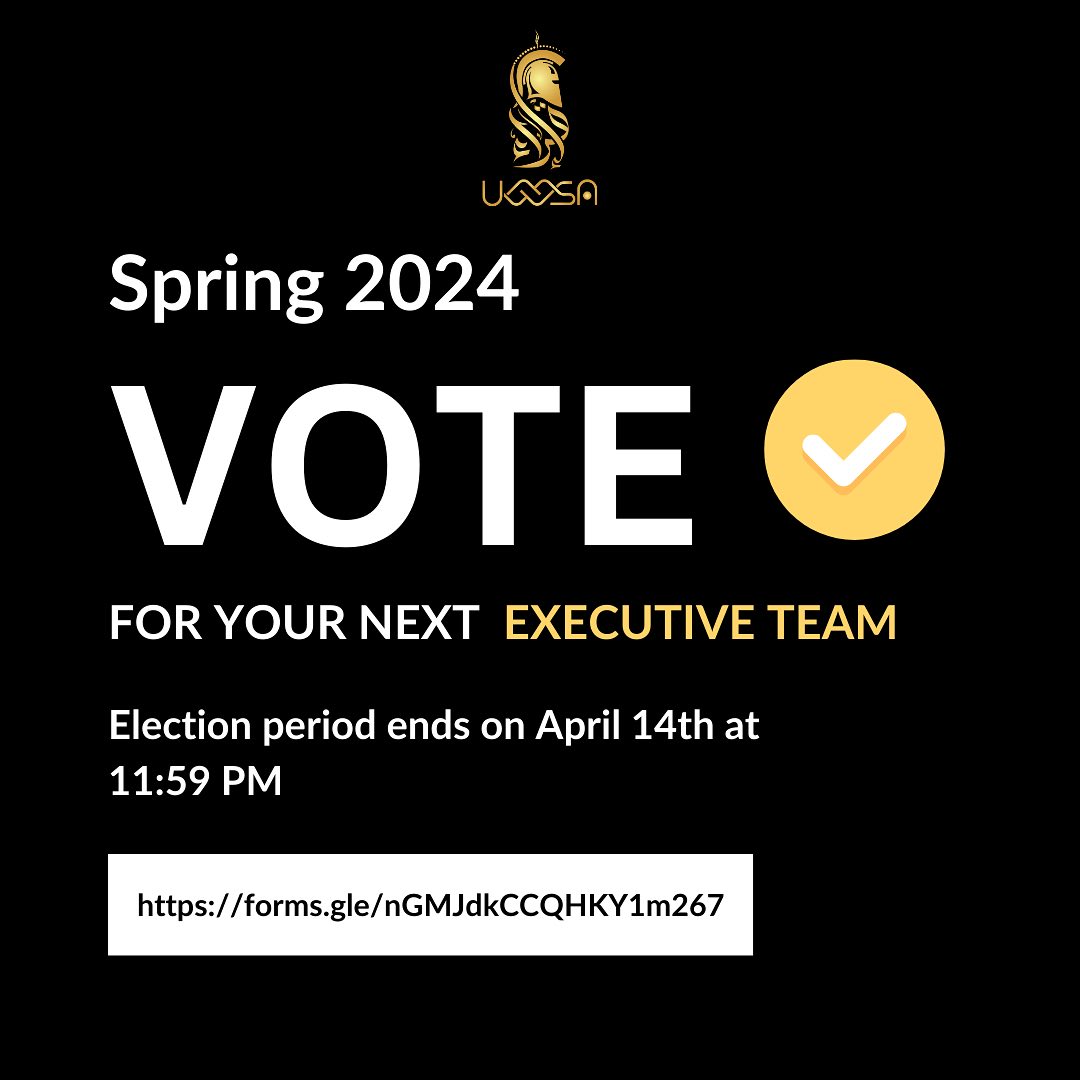 Spring 2024
VOTE
FOR YOUR NEXT EXECUTIVE TEAM
Election period ends on April 14th at
11:59 PM
https://forms.gle/nGMJdkCCQHKY1m267